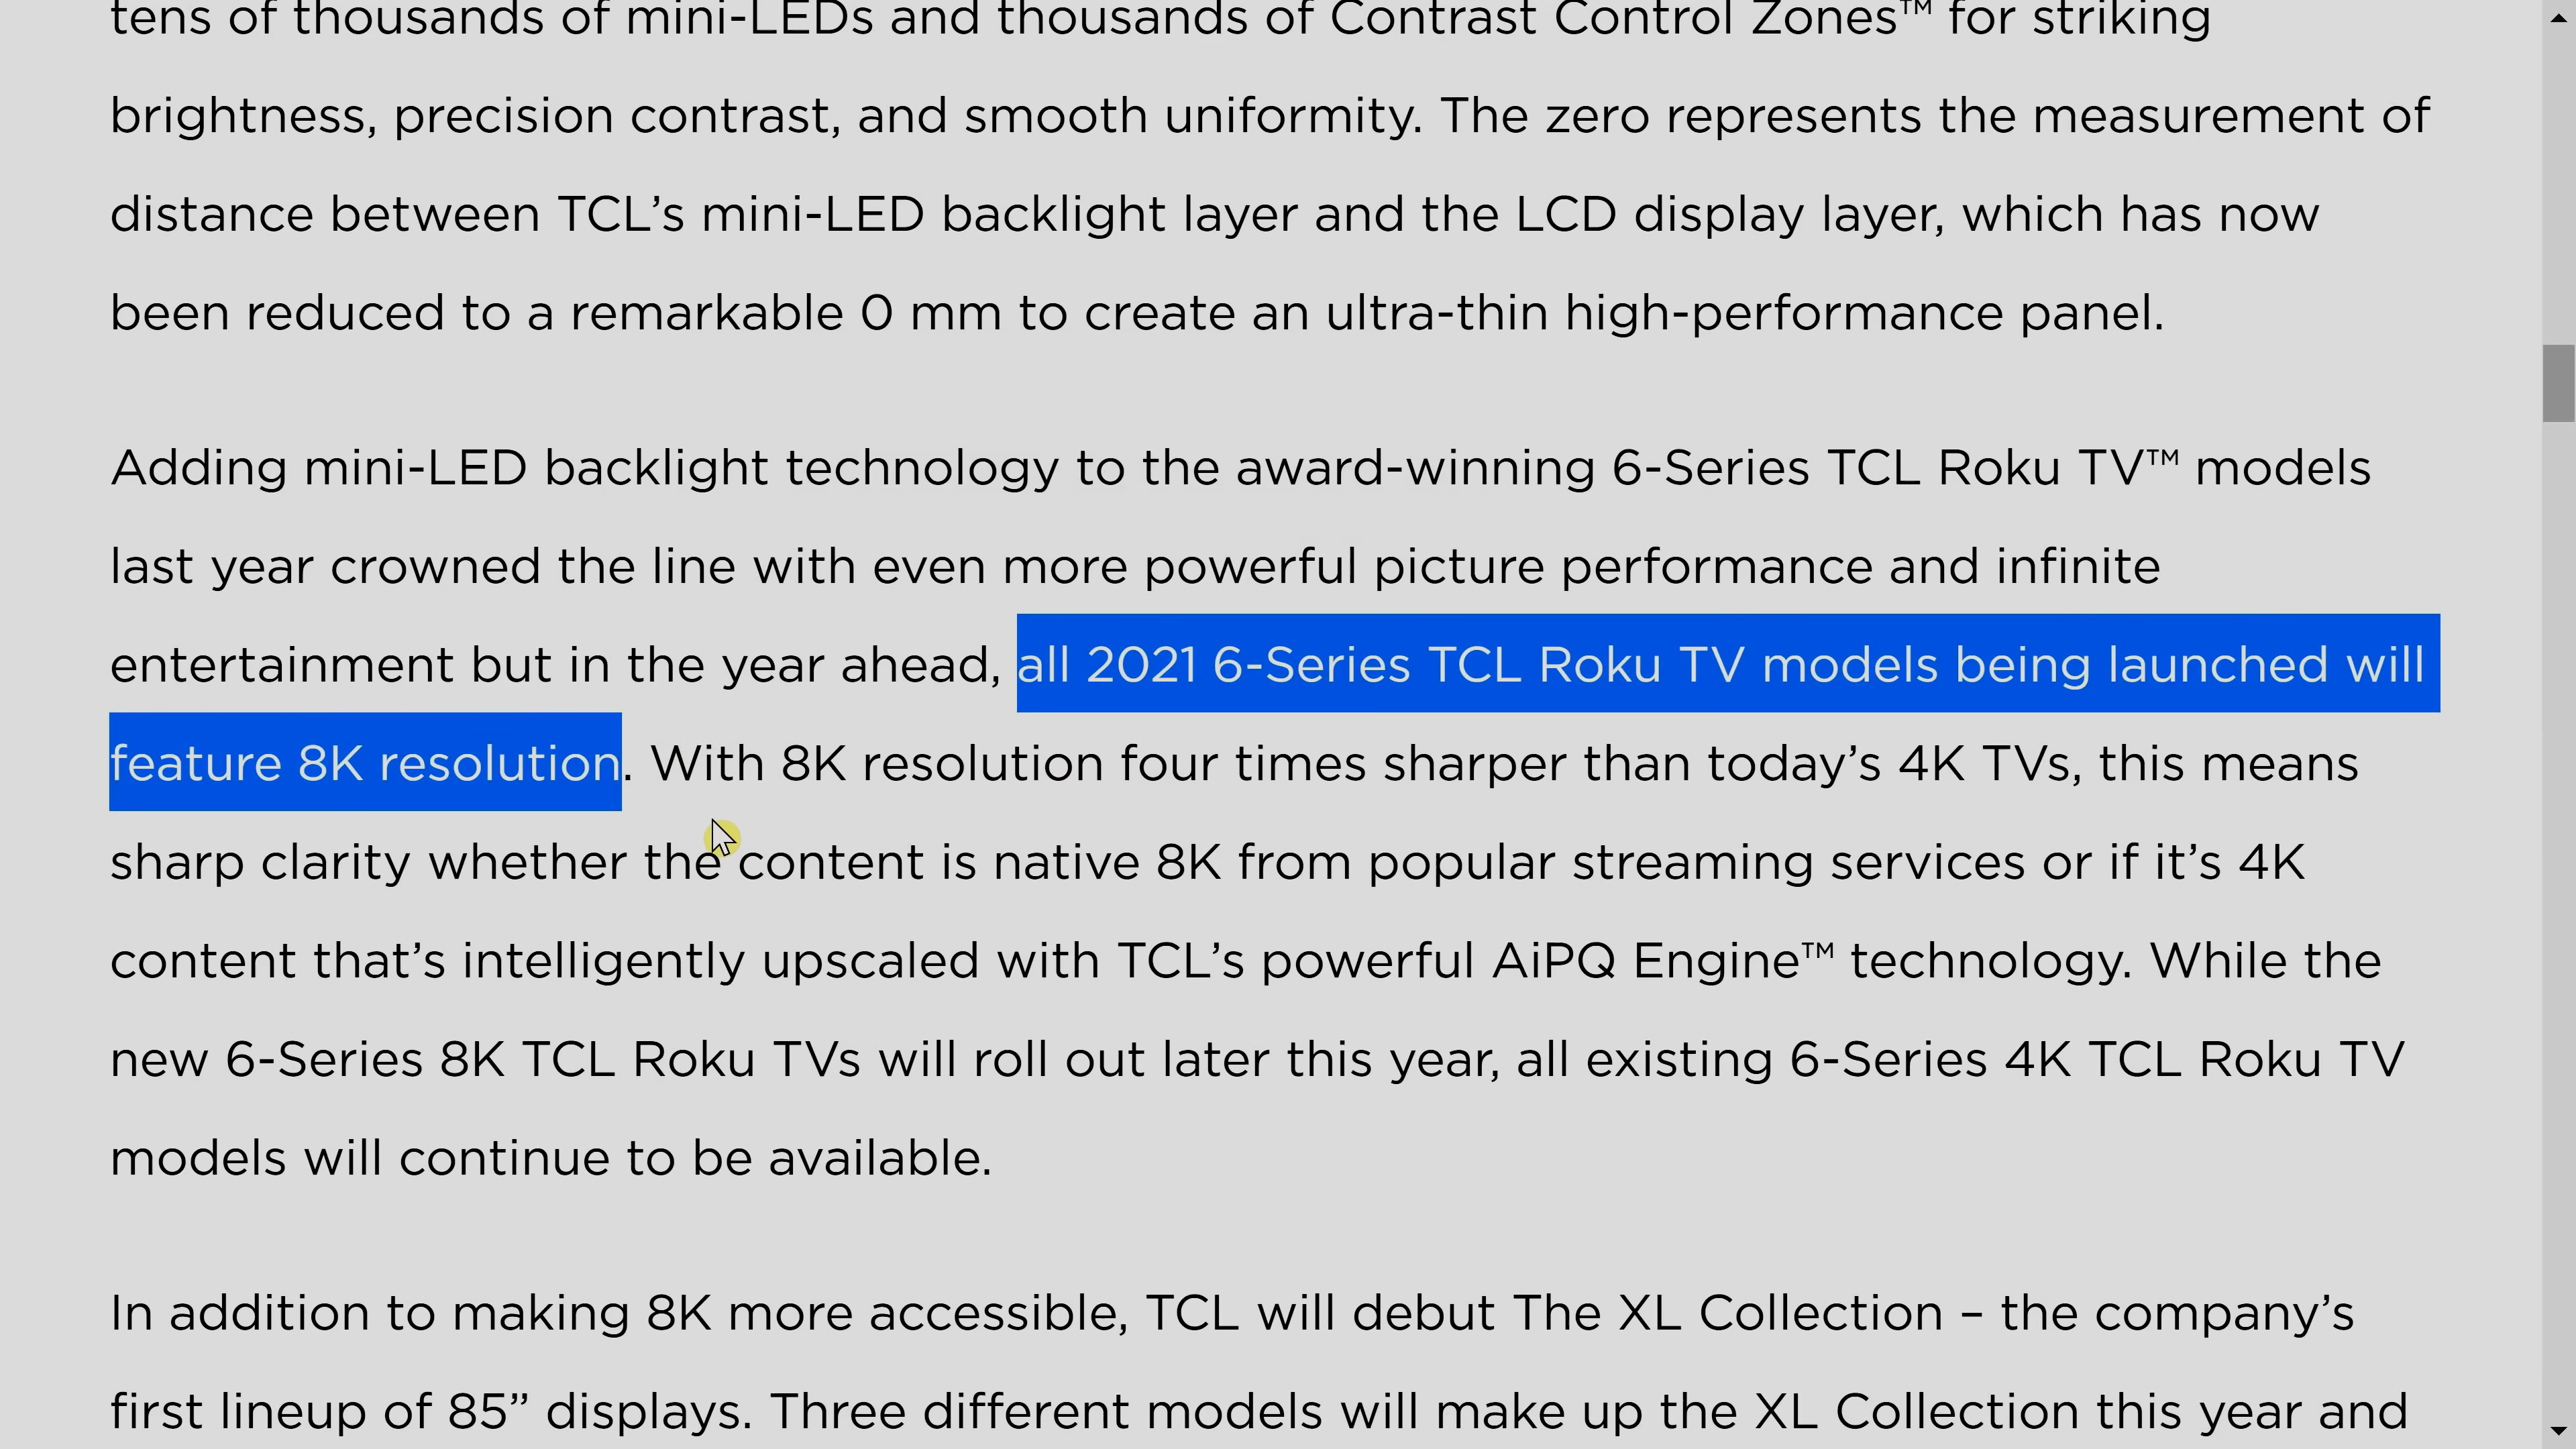 tens of thousands of mini-LEDs and thousands of Contrast Control Zones™ for striking
brightness, precision contrast, and smooth uniformity. The zero represents the measurement of
distance between TCL’s mini-LED backlight layer and the LCD display layer, which has now
been reduced to a remarkable 0 mm to create an ultra-thin high-performance panel.
Adding mini-LED backlight technology to the award-winning 6-Series TCL Roku TV™ models
last year crowned the line with even more powerful picture performance and infinite
entertainment but in the year ahead, all 2021 6-Series TCL Roku TV models being launched will
feature 8K resolution. With 8K resolution four times sharper than today’s 4K TVs, this means
sharp clarity whether the content is native 8K from popular streaming services or if it’s 4K
content that’s intelligently upscaled with TCL’s powerful AiPQ Engine™ technology. While the
new 6-Series 8K TCL Roku TVs will roll out later this year, all existing 6-Series 4K TCL Roku TV
models will continue to be available.
In addition to making 8K more accessible, TCL will debut The XL Collection – the company’s
first lineup of 85” displays. Three different models will make up the XL Collection this year and